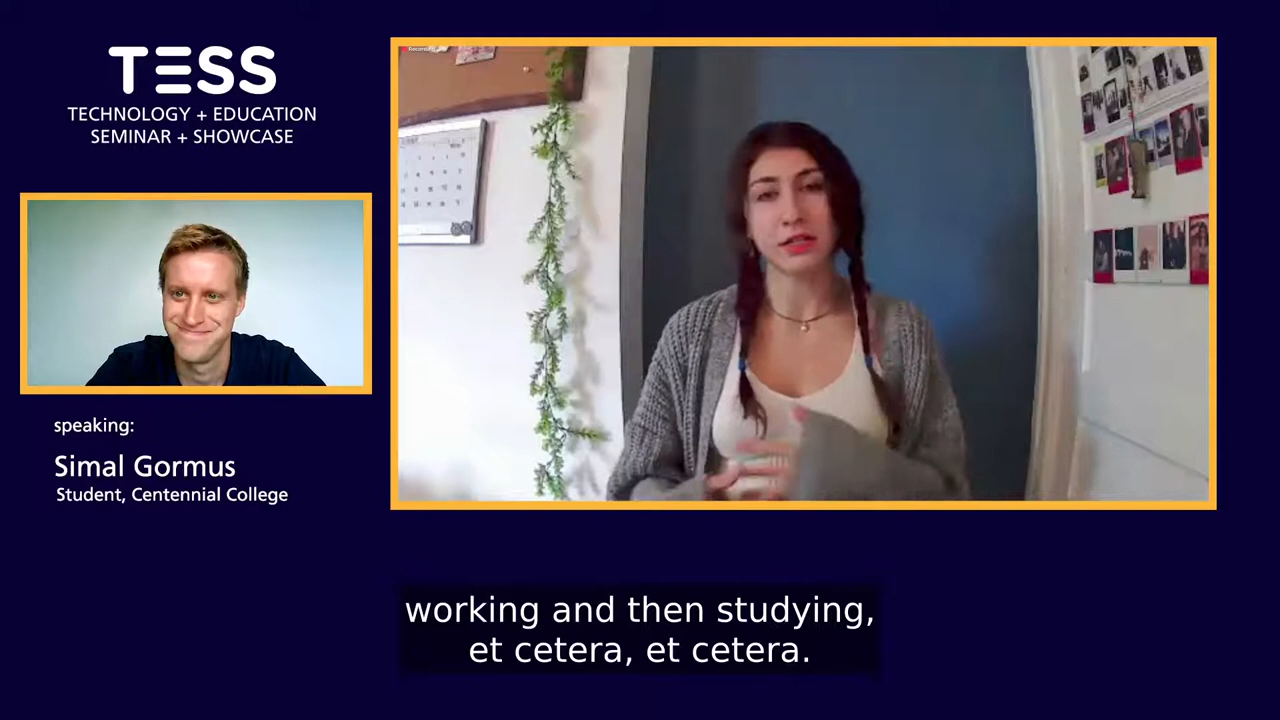 TESS
TECHNOLOGY + EDUCATION
SEMINAR + SHOWCASE
Recording
speaking:
Simal Gormus
Student, Centennial College
working and then studying,
et cetera, et cetera.